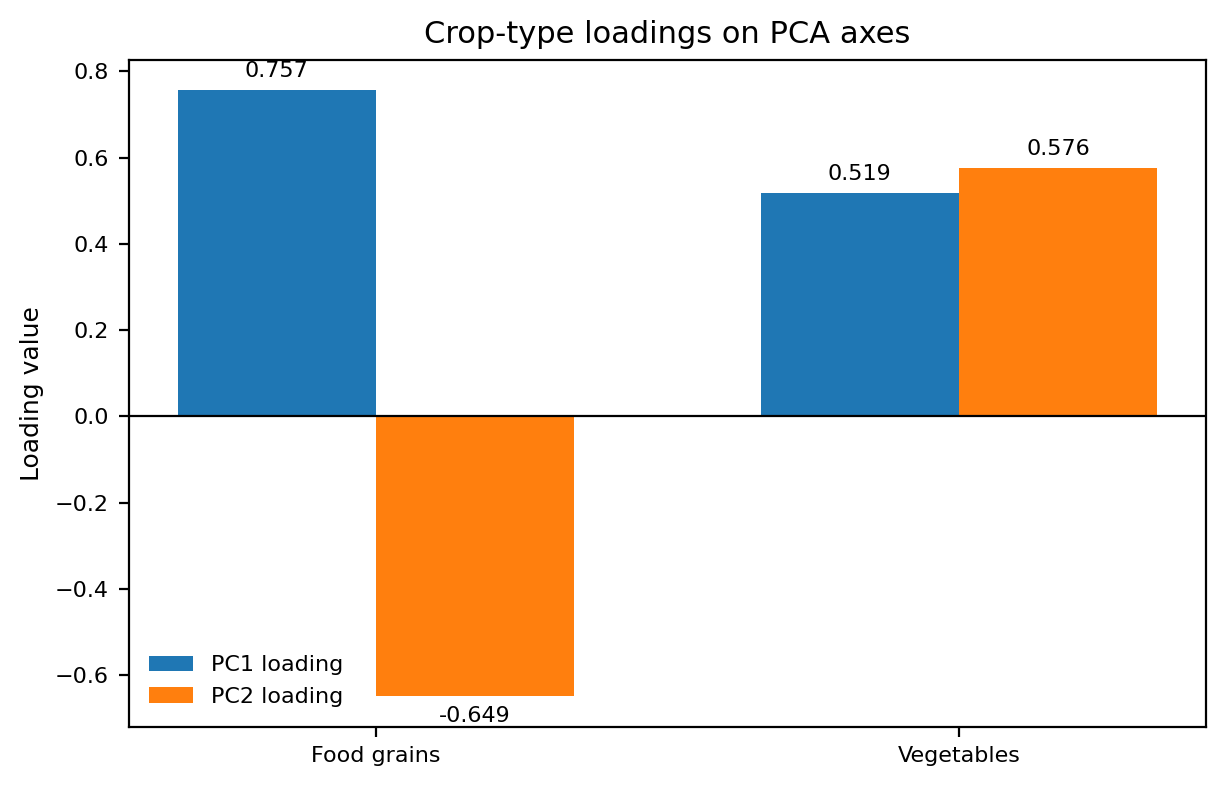 Crop-type loadings on PCA axes
0.8
0.6
0.4
0.2
0.0
−0.2
−0.4
−0.6
Loading value
0.757
-0.649
0.519
0.576
PC1 loading
PC2 loading
Food grains
Vegetables